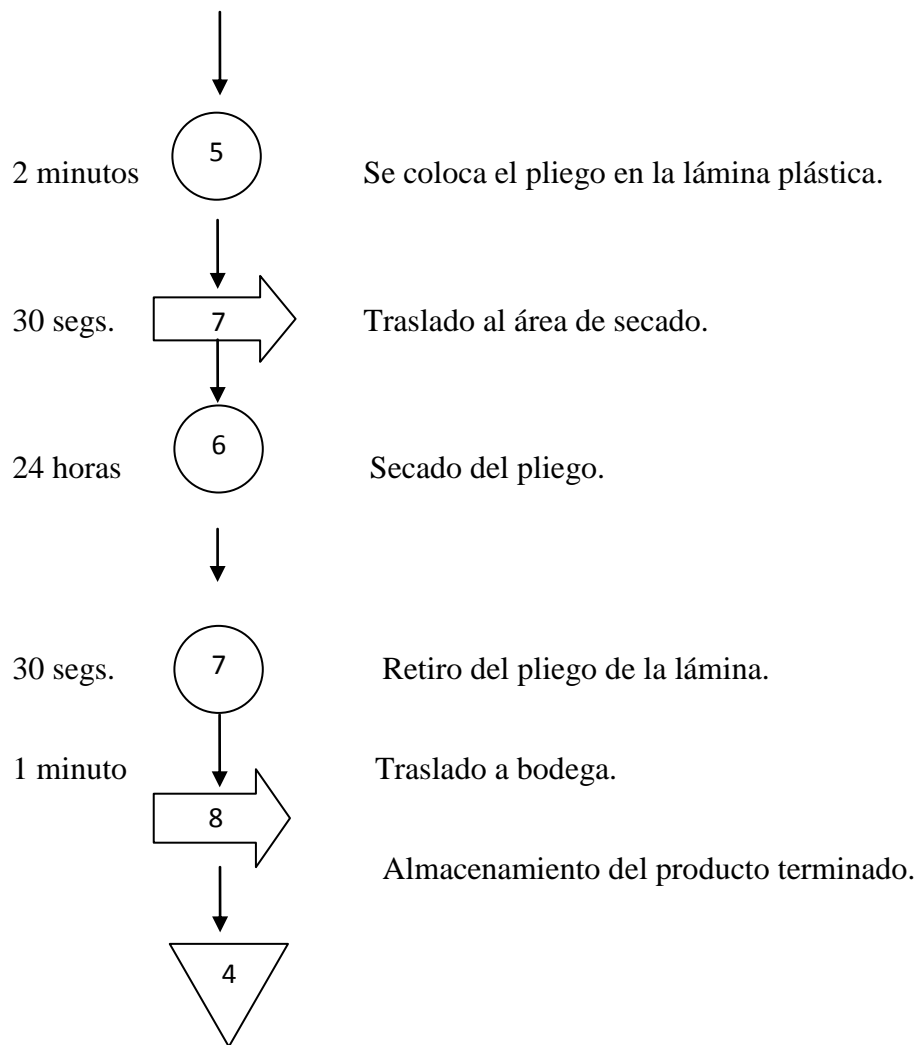 5
2 minutos Se coloca el pliego en la lámina plástica.
30 segs. 7 Traslado al área de secado.
6
24 horas Secado del pliego.
30 segs. 7 Retiro del pliego de la lámina.
1 minuto Traslado a bodega.
8
Almacenamiento del producto terminado.
4